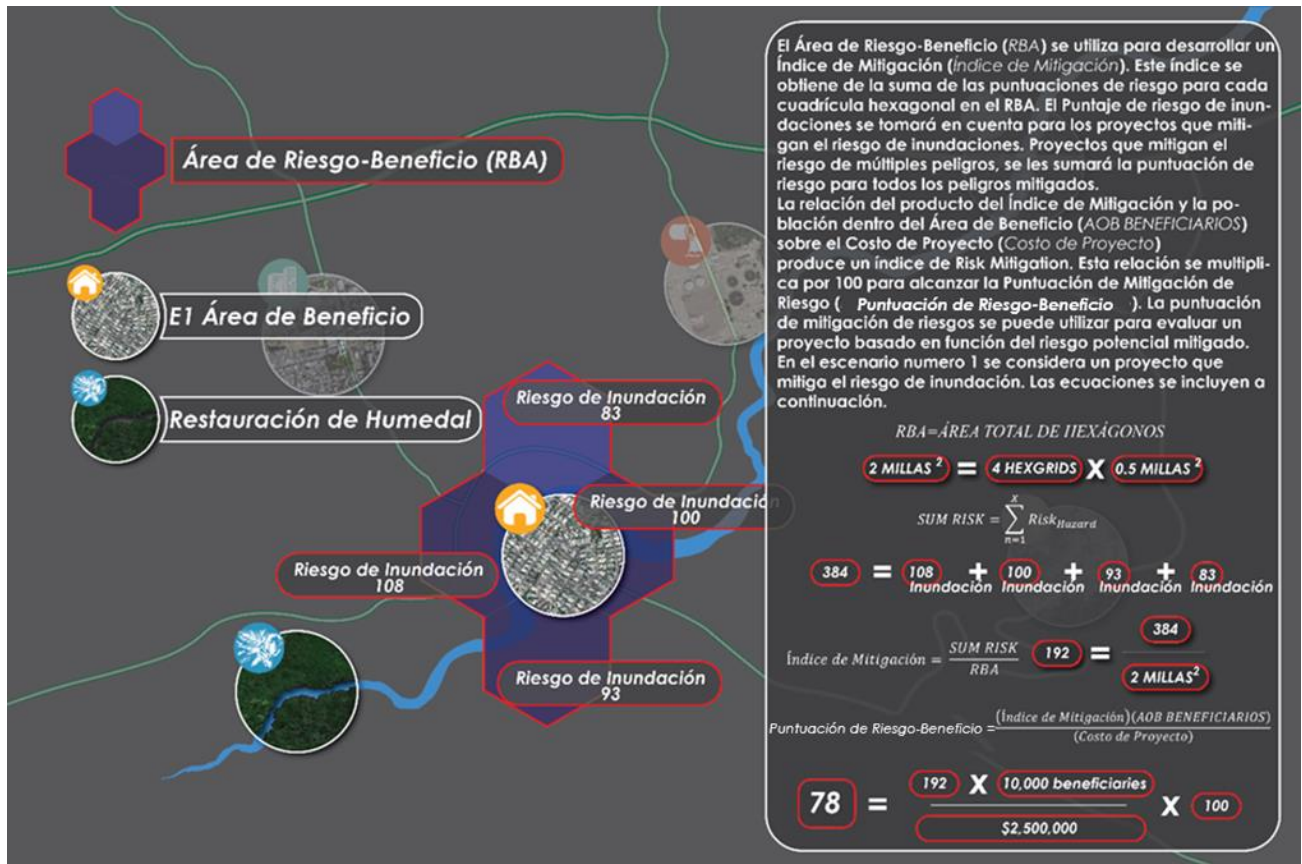 Área de Riesgo-Beneficio (RBA)
E1 Área de Beneficio
Restauración de Humedal
Riesgo de Inundación
83
Riesgo de Inundación
100
Riesgo de Inundación
108
Riesgo de Inundación
93
El Área de Riesgo-Beneficio (RBA) se utiliza para desarrollar un
Índice de Mitigación (Índice de Mitigación). Este índice se
obtiene de la suma de las puntuaciones de riesgo para cada
cuadrícula hexagonal en el RBA. El Puntaje de riesgo de inun-
daciones se tomará en cuenta para los proyectos que miti-
gan el riesgo de inundaciones. Proyectos que mitigan el
riesgo de múltiples peligros, se les sumará la puntuación de
riesgo para todos los peligros mitigados.
La relación del producto del Índice de Mitigación y la po-
blación dentro del Área de Beneficio (AOB BENEFICIARIOS)
sobre el Costo de Proyecto (Costo de Proyecto)
produce un índice de Risk Mitigation. Esta relación se multipli-
ca por 100 para alcanzar la Puntuación de Mitigación de
Riesgo ( Puntuación de Riesgo-Beneficio ). La puntuación
de mitigación de riesgos se puede utilizar para evaluar un
proyecto basado en función del riesgo potencial mitigado.
En el escenario numero 1 se considera un proyecto que
mitiga el riesgo de inundación. Las ecuaciones se incluyen a
continuación.
RBA=ÁREA TOTAL DE HEXÁGONOS
2 MILLAS² = 4 HEXGRIDS X 0.5 MILLAS²
SUM RISK = ∑ₙ₌₁ˣ Risk_Hazard
384 = 108 + 100 + 93 + 83
Inundación Inundación Inundación Inundación
Índice de Mitigación = SUM RISK / RBA 192 = 384 / 2 MILLAS²
Puntuación de Riesgo-Beneficio = (Índice de Mitigación)(AOB BENEFICIARIOS) / (Costo de Proyecto)
78 = 192 X 10,000 beneficiaries / $2,500,000 X 100